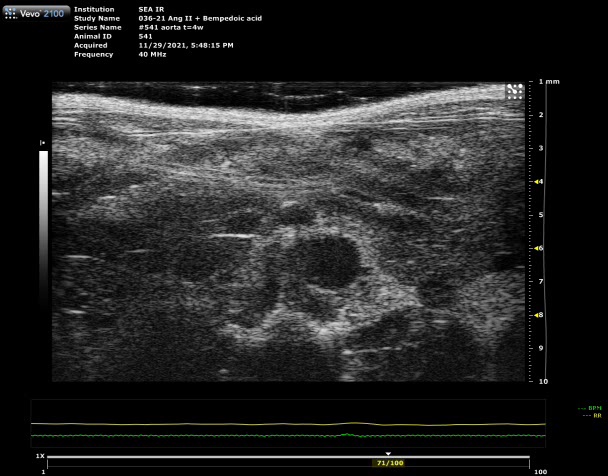 Vevo 2100
Institution SEA IR
Study Name 036-21 Ang II + Bempedoic acid
Series Name #541 aorta t=4w
Animal ID 541
Acquired 11/29/2021, 5:48:15 PM
Frequency 40 MHz
1 mm
2
3
4
5
6
7
8
9
10
BPM
RR
1X
71/100
1
100